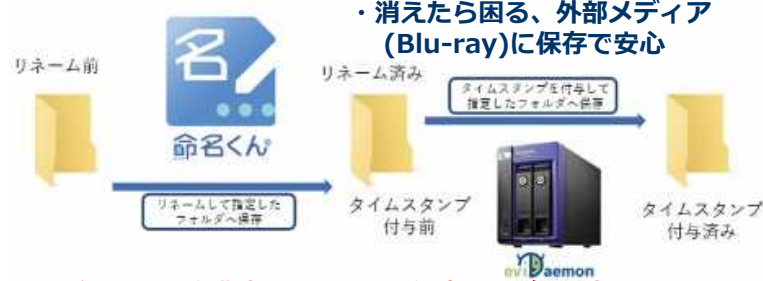 ・消えたら困る、外部メディア
(Blu-ray)に保存で安心
リネーム前
名
命名くん
リネーム済み
タイムスタンプを付与して
指定したフォルダへ保存
リネームして指定した
フォルダへ保存
タイムスタンプ
付与前
eviDaemon
タイムスタンプ
付与済み